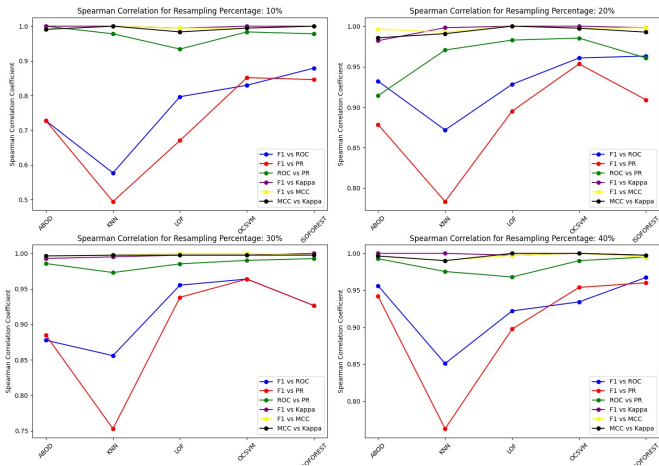 Spearman Correlation for Resampling Percentage: 10%
Spearman Correlation Coefficient
1.0
0.9
0.8
0.7
0.6
0.5
F1 vs ROC
F1 vs PR
ROC vs PR
F1 vs Kappa
F1 vs MCC
MCC vs Kappa
ABOD
KNN
LOF
OCSVM
ISOFOREST
Spearman Correlation for Resampling Percentage: 20%
Spearman Correlation Coefficient
1.00
0.95
0.90
0.85
0.80
F1 vs ROC
F1 vs PR
ROC vs PR
F1 vs Kappa
F1 vs MCC
MCC vs Kappa
ABOD
KNN
LOF
OCSVM
ISOFOREST
Spearman Correlation for Resampling Percentage: 30%
Spearman Correlation Coefficient
1.00
0.95
0.90
0.85
0.80
0.75
F1 vs ROC
F1 vs PR
ROC vs PR
F1 vs Kappa
F1 vs MCC
MCC vs Kappa
ABOD
KNN
LOF
OCSVM
Spearman Correlation for Resampling Percentage: 40%
Spearman Correlation Coefficient
1.00
0.95
0.90
0.85
0.80
F1 vs ROC
F1 vs PR
ROC vs PR
F1 vs Kappa
F1 vs MCC
MCC vs Kappa
ABOD
KNN
LOF
OCSVM